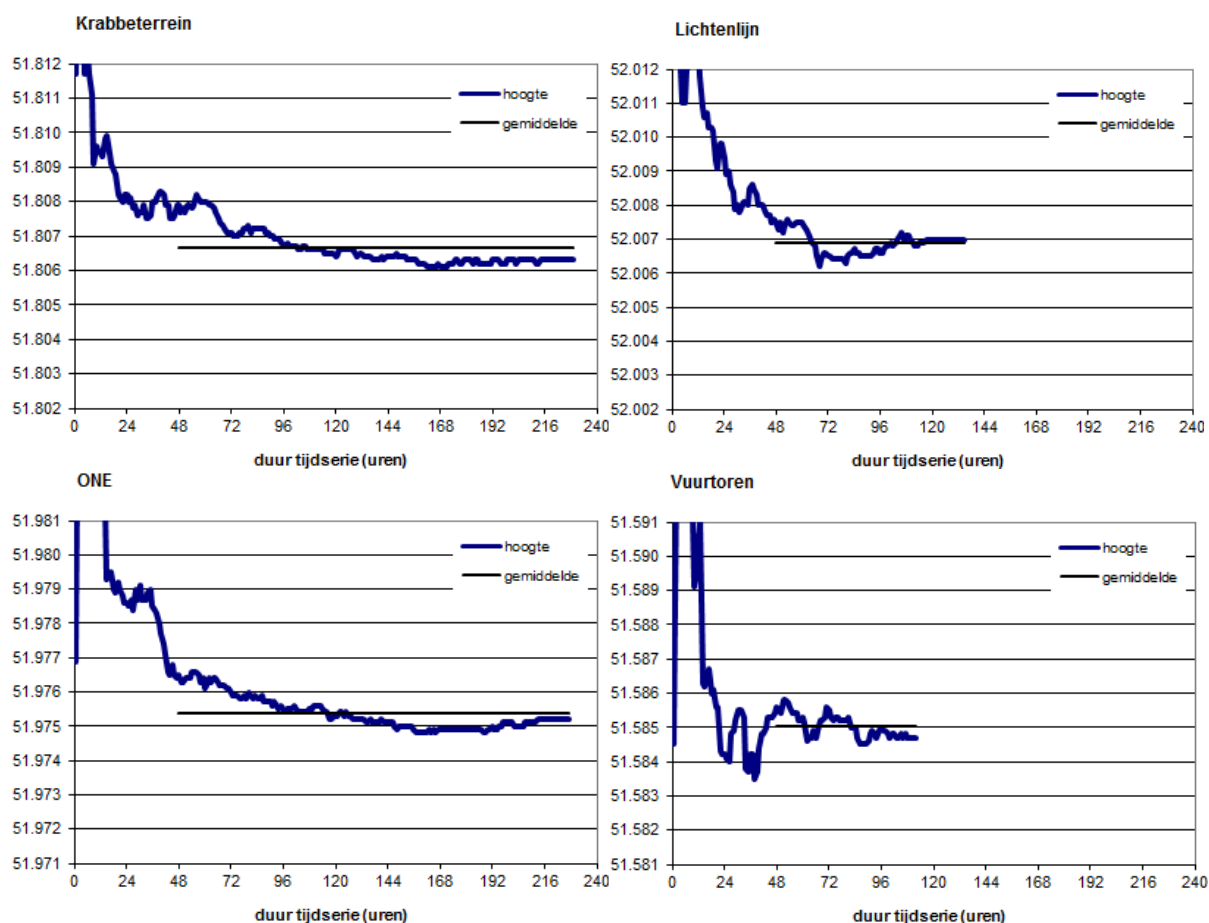 Krabbeterrein
51.812
51.811
51.810
51.809
51.808
51.807
51.806
51.805
51.804
51.803
51.802
hoogte
gemiddelde
0 24 48 72 96 120 144 168 192 216 240
duur tijdserie (uren)
Lichtenlijn
52.012
52.011
52.010
52.009
52.008
52.007
52.006
52.005
52.004
52.003
52.002
hoogte
gemiddelde
0 24 48 72 96 120 144 168 192 216 240
duur tijdserie (uren)
ONE
51.981
51.980
51.979
51.978
51.977
51.976
51.975
51.974
51.973
51.972
51.971
hoogte
gemiddelde
0 24 48 72 96 120 144 168 192 216 240
duur tijdserie (uren)
Vuurtoren
51.591
51.590
51.589
51.588
51.587
51.586
51.585
51.584
51.583
51.582
51.581
hoogte
gemiddelde
0 24 48 72 96 120 144 168 192 216 240
duur tijdserie (uren)